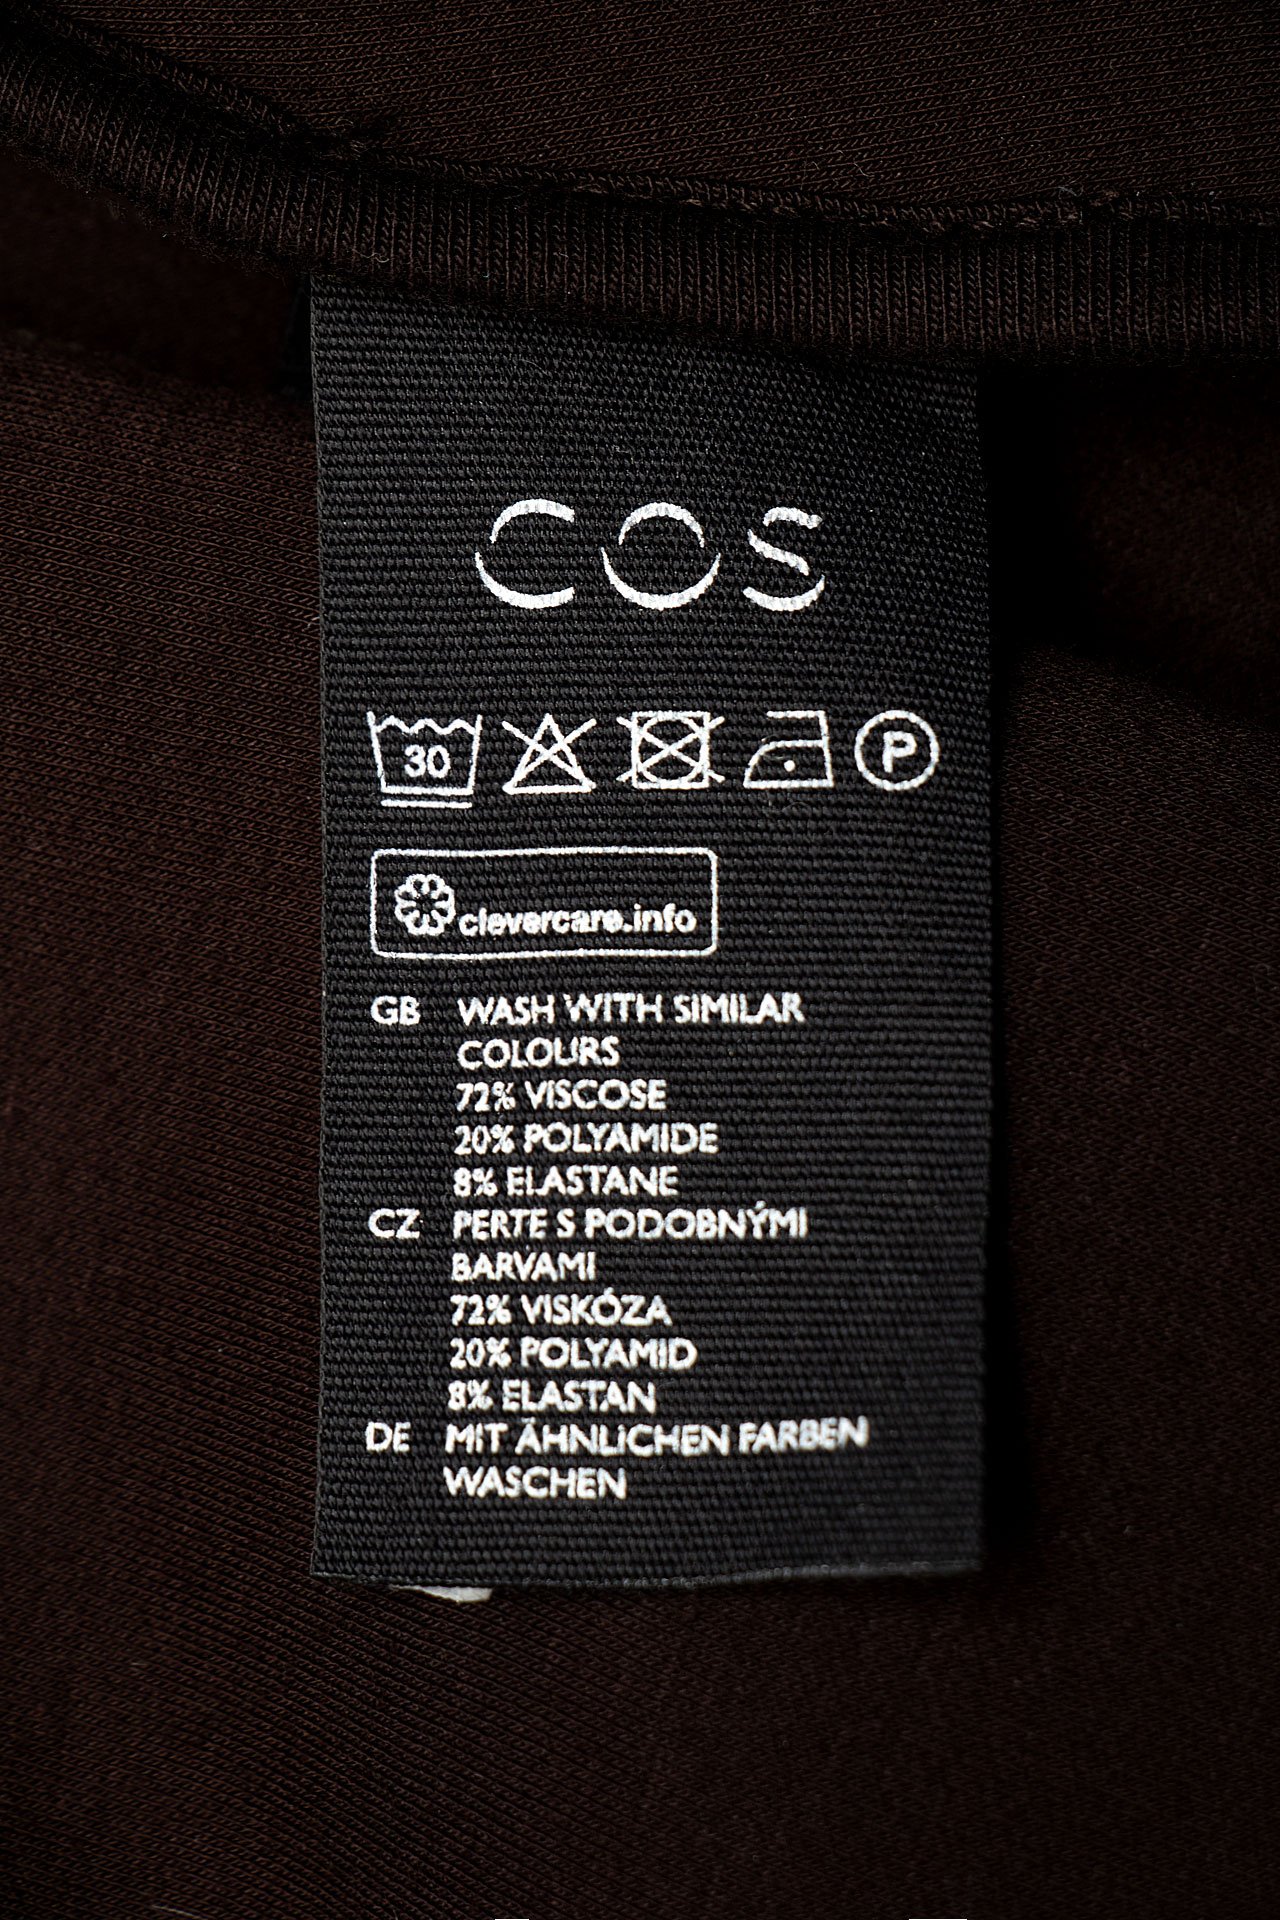 COS
30 P
clevercare.info
GB WASH WITH SIMILAR
COLOURS
72% VISCOSE
20% POLYAMIDE
8% ELASTANE
CZ PERTE S PODOBNÝMI
BARVAMI
72% VISKÓZA
20% POLYAMID
8% ELASTAN
DE MIT ÄHNLICHEN FARBEN
WASCHEN